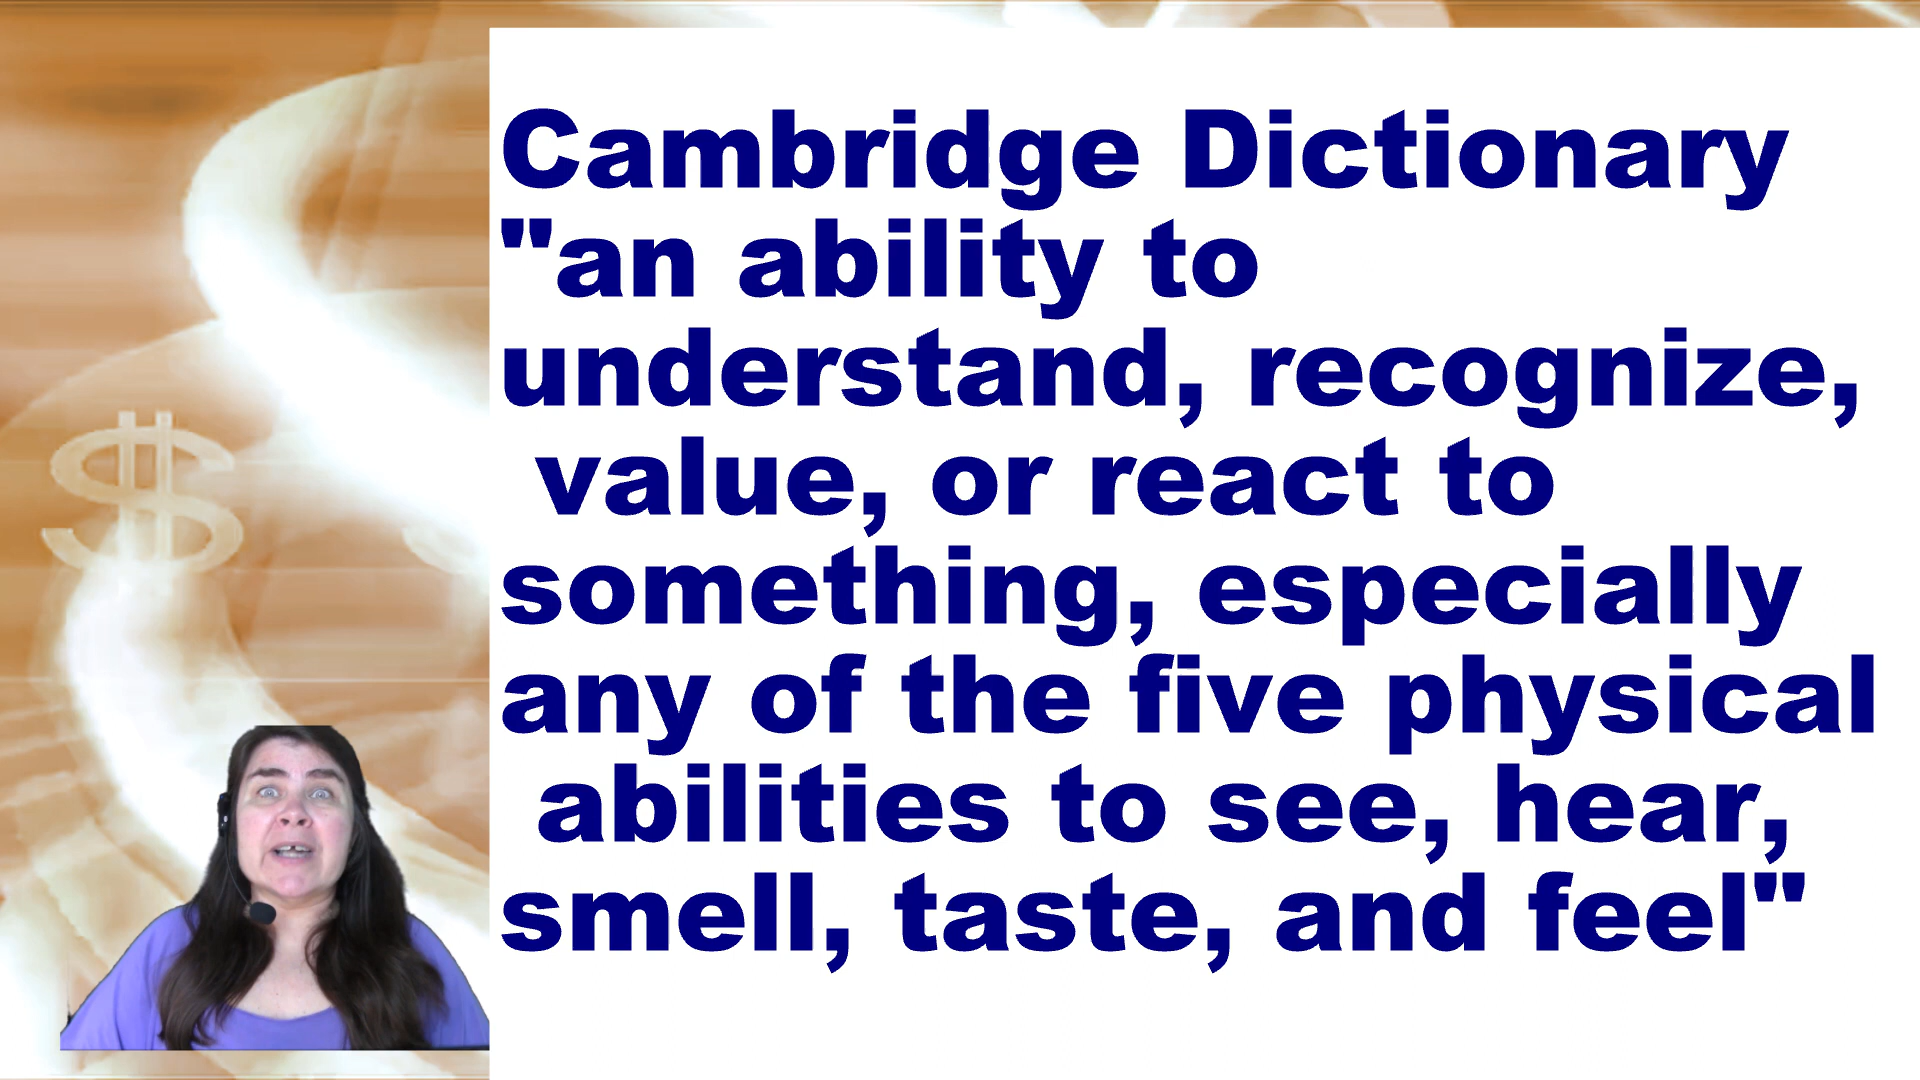 Cambridge Dictionary
"an ability to
understand, recognize,
value, or react to
something, especially
any of the five physical
abilities to see, hear,
smell, taste, and feel"
$